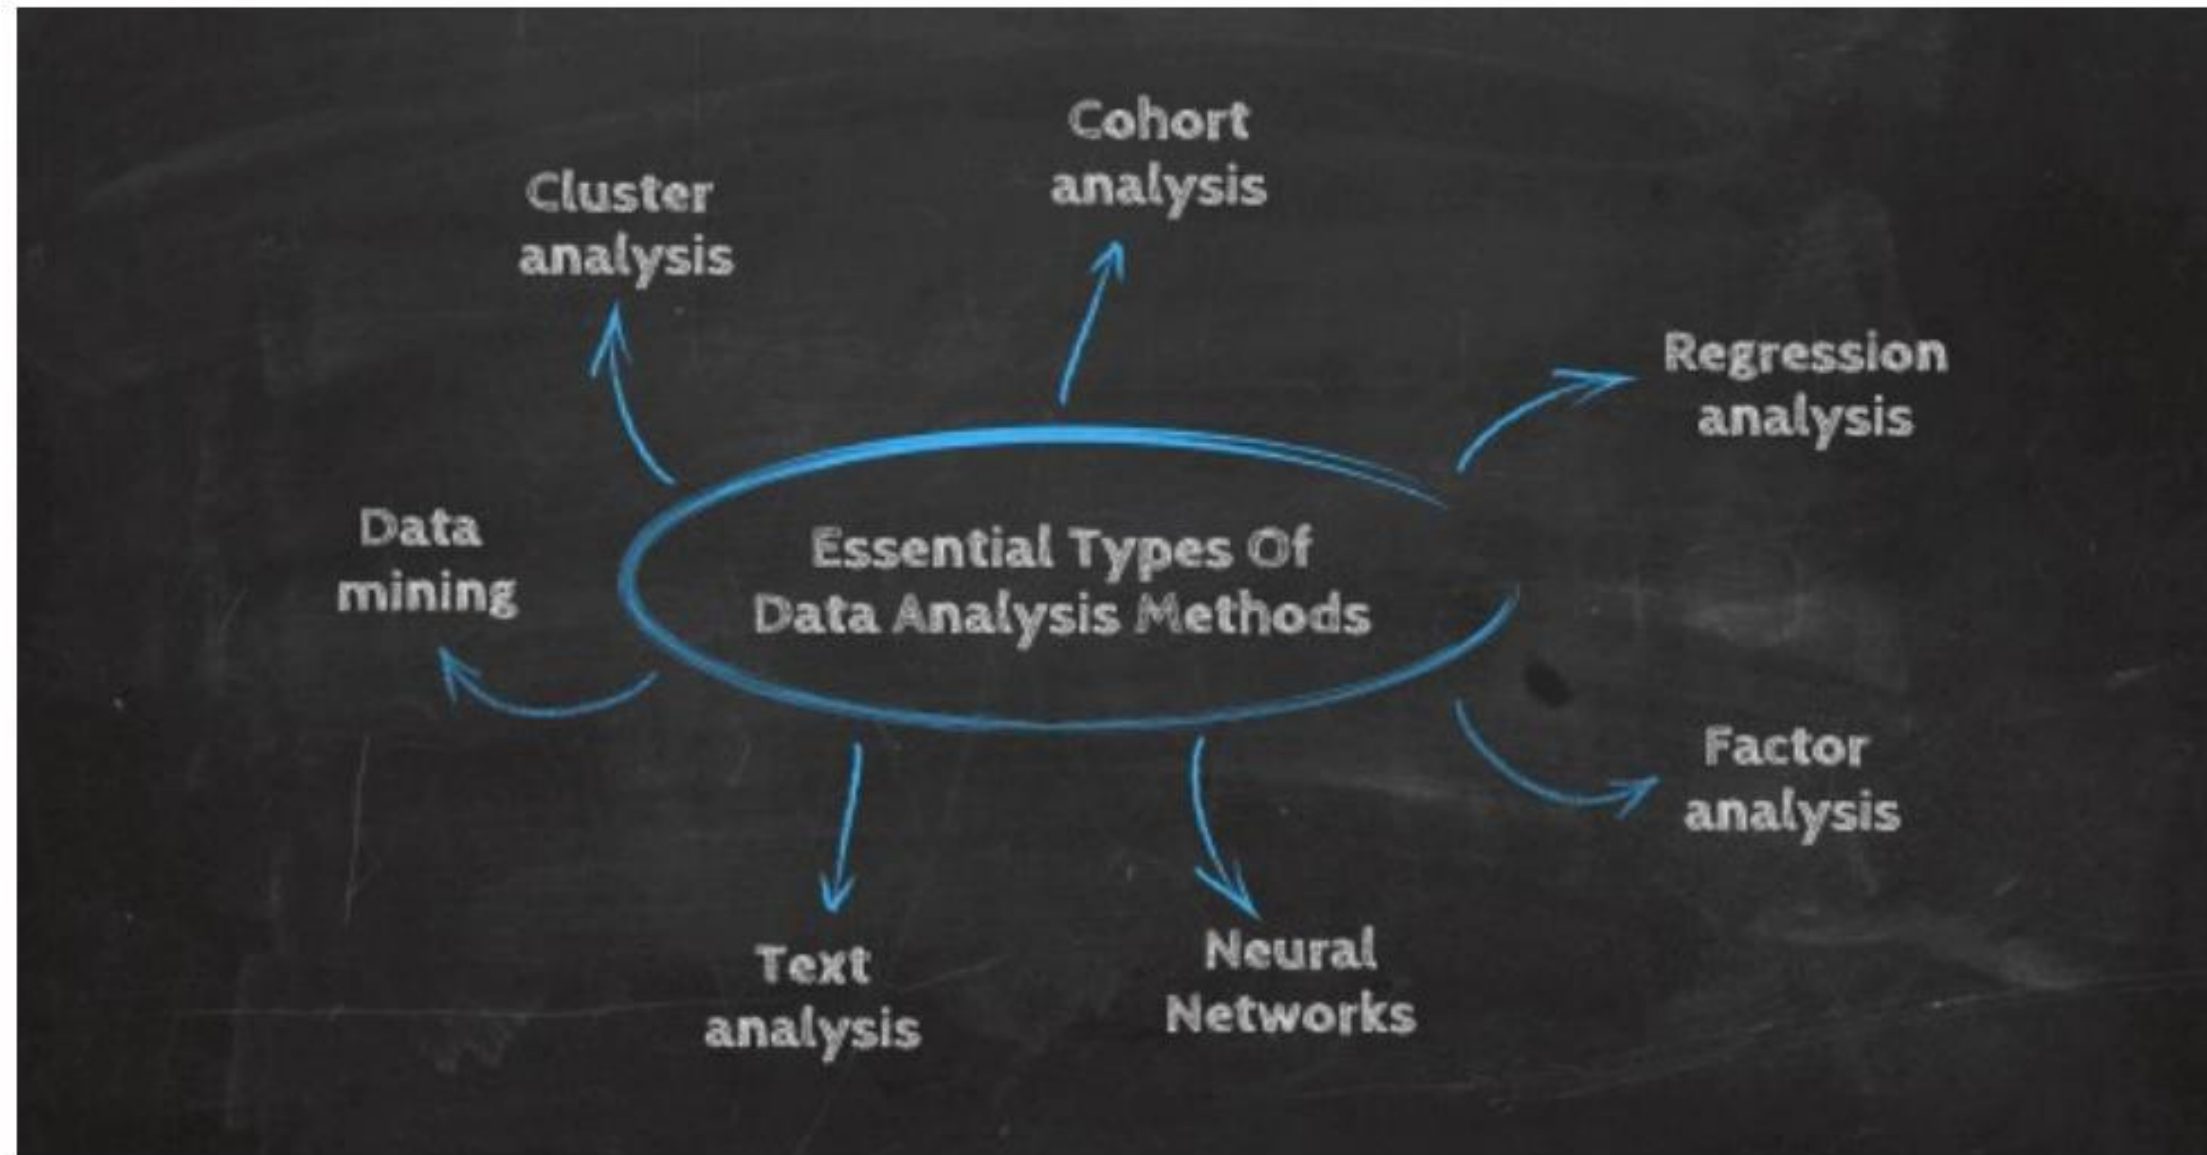 Cohort
analysis
Cluster
analysis
Regression
analysis
Data
mining
Essential Types Of
Data Analysis Methods
Factor
analysis
Text
analysis
Neural
Networks